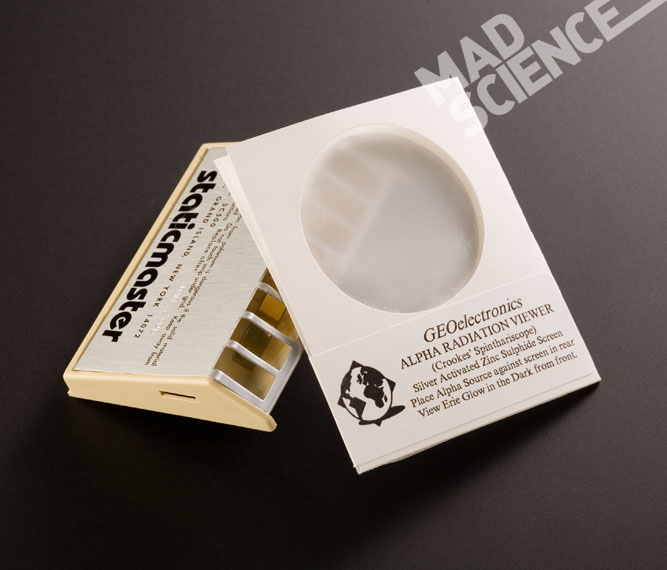 MAD
SCIENCE
staticmaster
3C500
GRAND ISLAND, NEW YORK 14072
GEOelectronics
ALPHA RADIATION VIEWER
(Crookes' Spinthariscope)
Silver Activated Zinc Sulphide Screen
Place Alpha Source against screen in rear
View Erie Glow in the Dark from front.